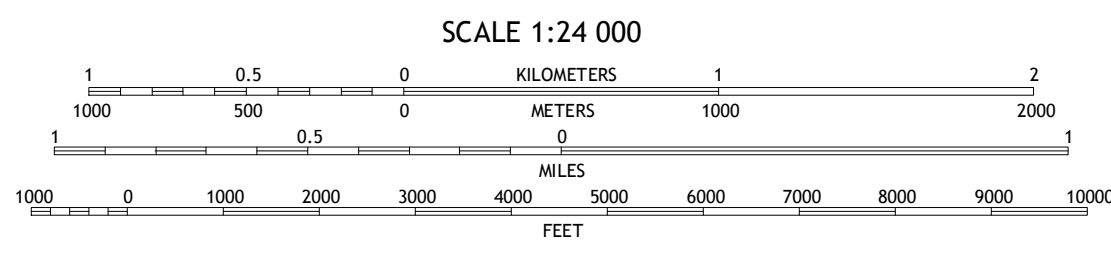 SCALE 1:24 000
1 0.5 0 KILOMETERS 1 2
1000 500 0 METERS 1000 2000
1 0.5 0 1
MILES
1000 0 1000 2000 3000 4000 5000 6000 7000 8000 9000 10000
FEET